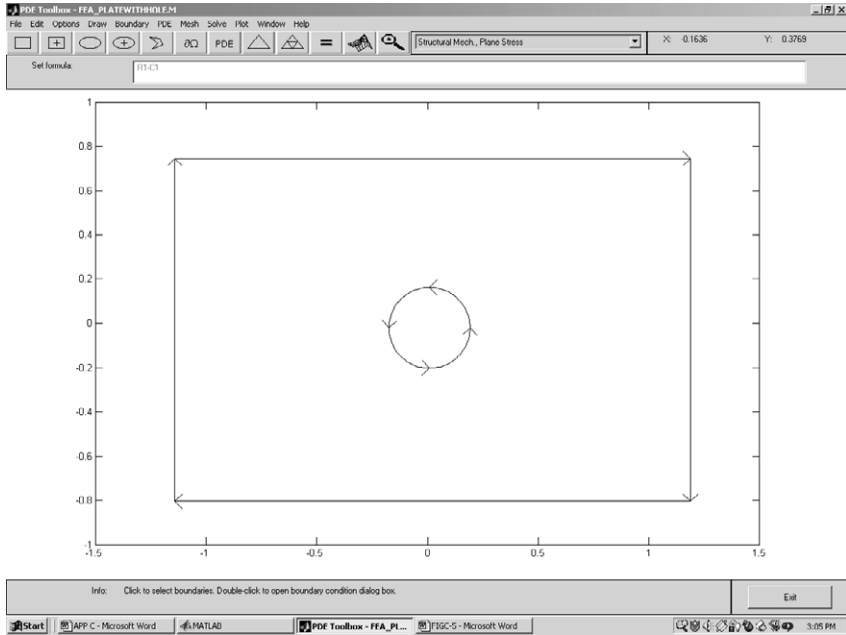 PDE Toolbox - FEA_PLATEWITHHOLE.M
File Edit Options Draw Boundary PDE Mesh Solve Plot Window Help
∂Ω PDE = Structural Mech., Plane Stress X: -0.1636 Y: 0.3769
Set formula: R1-C1
1
0.8
0.6
0.4
0.2
0
-0.2
-0.4
-0.6
-0.8
-1
-1.5 -1 -0.5 0 0.5 1 1.5
Info: Click to select boundaries. Double-click to open boundary condition dialog box.
Exit
Start APP C - Microsoft Word MATLAB PDE Toolbox - FEA_PL... FIGC-5 - Microsoft Word 3:05 PM